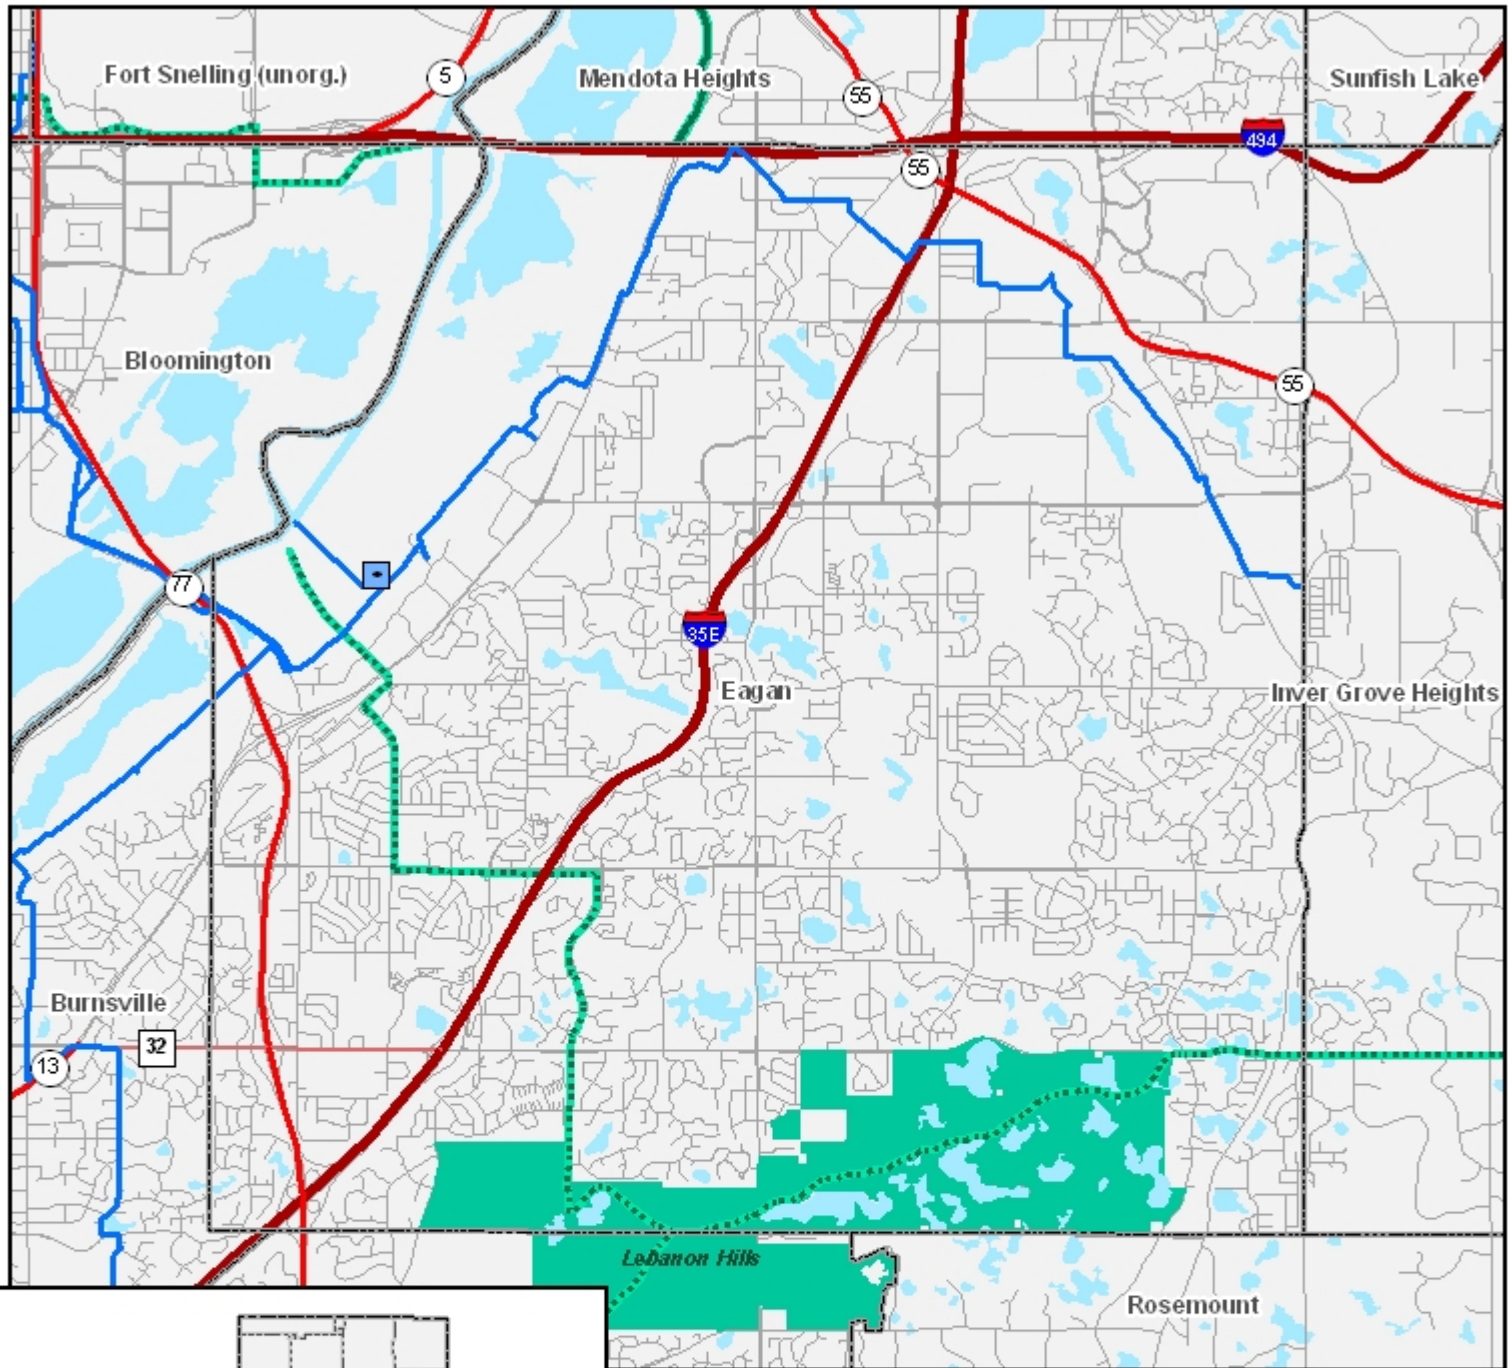 Fort Snelling (unorg.)
5
Mendota Heights
55
Sunfish Lake
494
55
Bloomington
55
77
35E
Eagan
Inver Grove Heights
Burnsville
32
13
Lebanon Hills
Rosemount